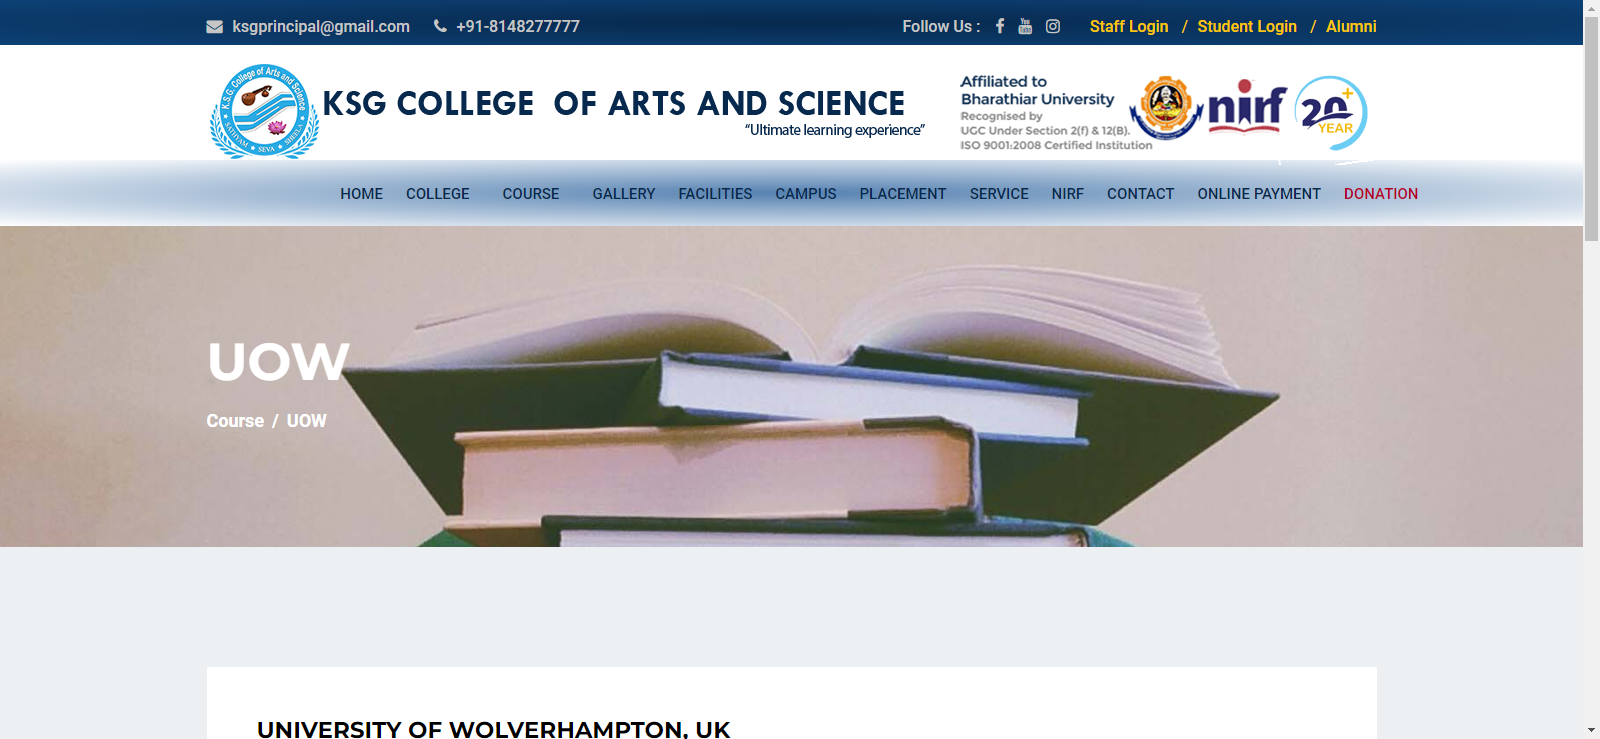 ksgprincipal@gmail.com +91-8148277777 Follow Us : Staff Login / Student Login / Alumni
K.S.G. College of Arts and Science
SATHYAM ★ SEVA ★ SHEELA
KSG COLLEGE OF ARTS AND SCIENCE
“Ultimate learning experience”
Affiliated to
Bharathiar University
Recognised by
UGC Under Section 2(f) & 12(B).
ISO 9001:2008 Certified Institution
nirf
20+
YEAR
HOME COLLEGE COURSE GALLERY FACILITIES CAMPUS PLACEMENT SERVICE NIRF CONTACT ONLINE PAYMENT DONATION
UOW
Course / UOW
UNIVERSITY OF WOLVERHAMPTON, UK